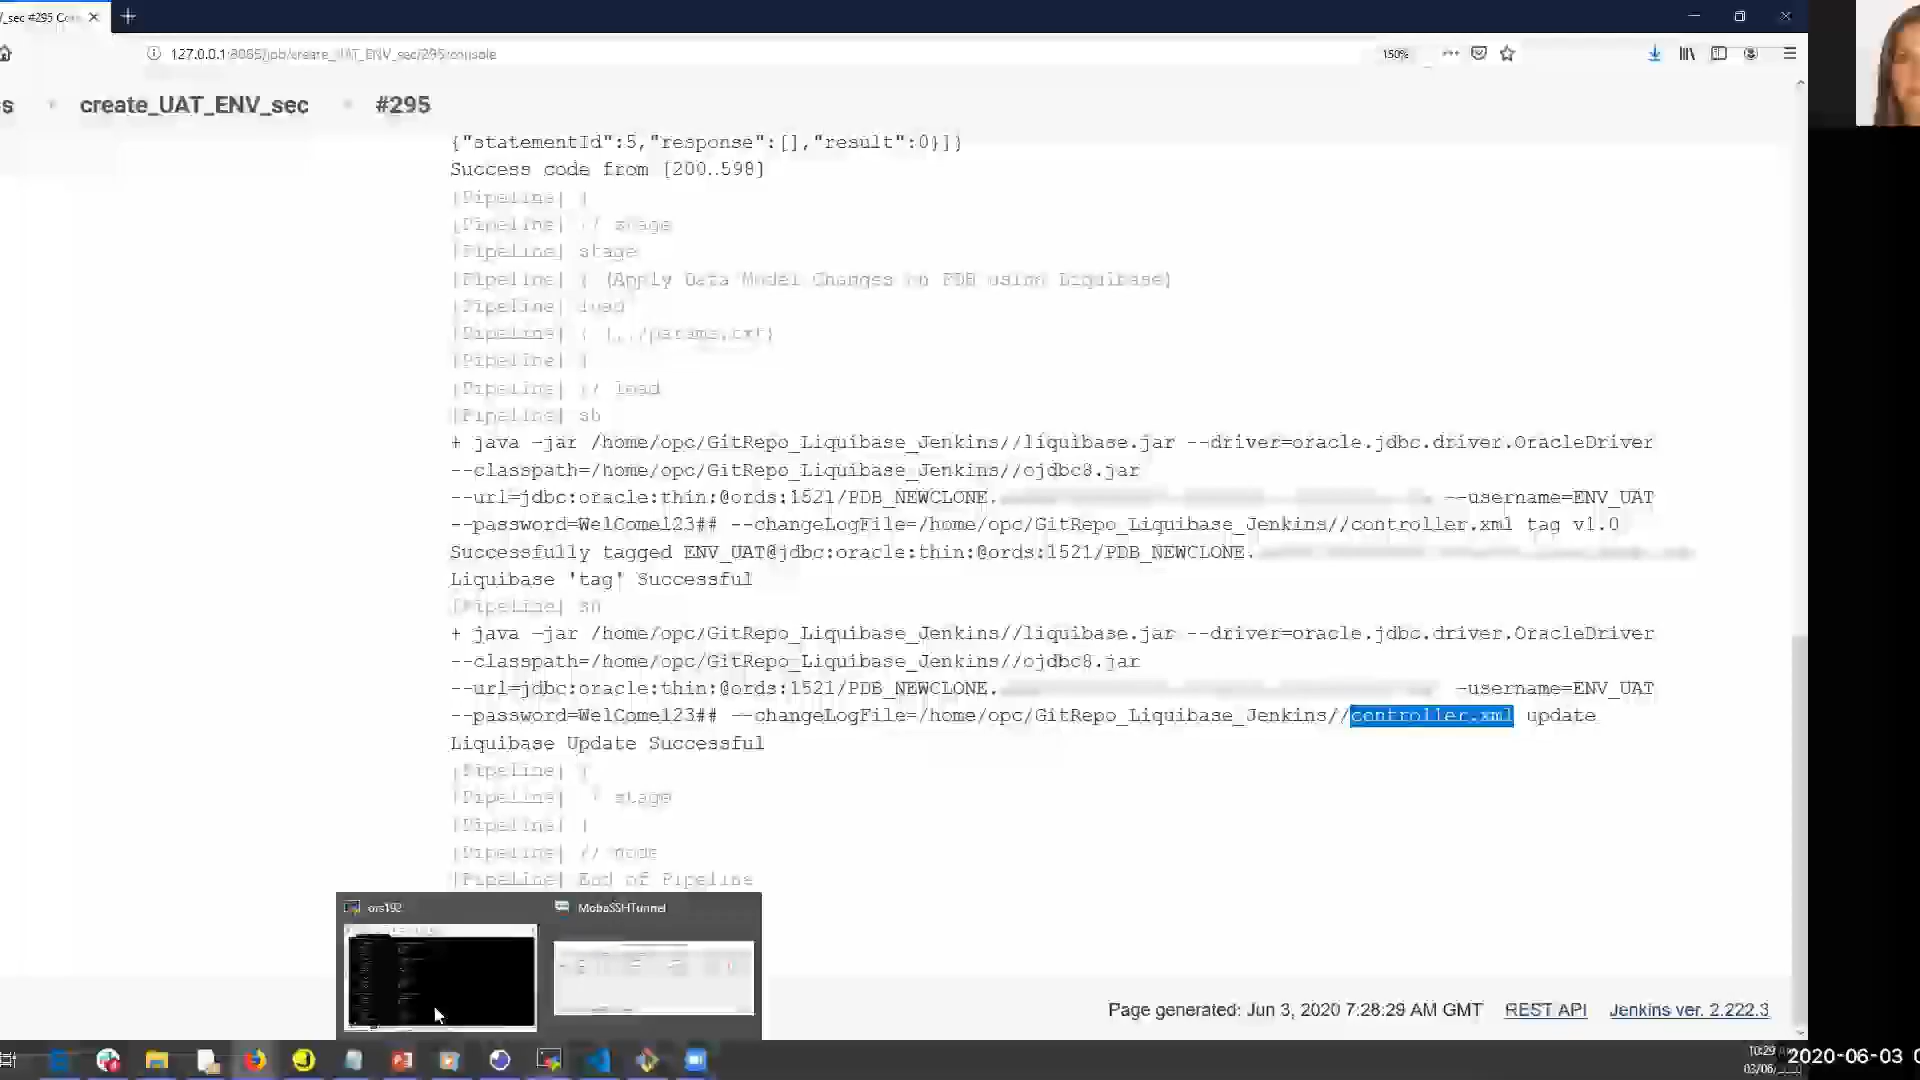 /_sec #295 Co
127.0.0.1:8085/job/create_UAT_ENV_sec/295/console
150%
s
create_UAT_ENV_sec
#295
{"statementId":5,"response":[],"result":0}]}
Success code from [200‥598]
[Pipeline] }
[Pipeline] // stage
[Pipeline] stage
[Pipeline] { (Apply Data Model Changes on PDB using Liquibase)
[Pipeline] load
[Pipeline] { (../params.txt)
[Pipeline] }
[Pipeline] // load
[Pipeline] sh
+ java -jar /home/opc/GitRepo_Liquibase_Jenkins//liquibase.jar --driver=oracle.jdbc.driver.OracleDriver
--classpath=/home/opc/GitRepo_Liquibase_Jenkins//ojdbc8.jar
--url=jdbc:oracle:thin:@ords:1521/PDB_NEWCLONE. --username=ENV_UAT
--password=WelCome123## --changeLogFile=/home/opc/GitRepo_Liquibase_Jenkins//controller.xml tag v1.0
Successfully tagged ENV_UAT@jdbc:oracle:thin:@ords:1521/PDB_NEWCLONE.
Liquibase 'tag' Successful
[Pipeline] sh
+ java -jar /home/opc/GitRepo_Liquibase_Jenkins//liquibase.jar --driver=oracle.jdbc.driver.OracleDriver
--classpath=/home/opc/GitRepo_Liquibase_Jenkins//ojdbc8.jar
--url=jdbc:oracle:thin:@ords:1521/PDB_NEWCLONE. -username=ENV_UAT
--password=WelCome123## --changeLogFile=/home/opc/GitRepo_Liquibase_Jenkins//controller.xml update
Liquibase Update Successful
[Pipeline] }
[Pipeline] // stage
[Pipeline] }
[Pipeline] // node
[Pipeline] End of Pipeline
MobaSSHTunnel
Page generated: Jun 3, 2020 7:28:29 AM GMT
REST API
Jenkins ver. 2.222.3
10:29
03/06/
2020-06-03 0